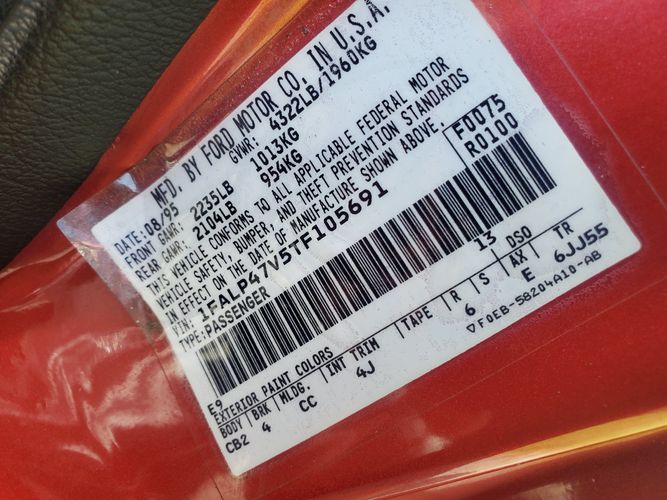 MFD. BY FORD MOTOR CO. IN U.S.A.
DATE: 08/95 GVWR: 4322LB/1960KG
FRONT GAWR: 2235LB 1013KG
REAR GAWR: 2104LB 954KG
THIS VEHICLE CONFORMS TO ALL APPLICABLE FEDERAL MOTOR
VEHICLE SAFETY, BUMPER, AND THEFT PREVENTION STANDARDS
IN EFFECT ON THE DATE OF MANUFACTURE SHOWN ABOVE.
VIN: 1FALP47V5TF105691 F0075
TYPE: PASSENGER R0100
E9 13
EXTERIOR PAINT COLORS DSO
BODY BRK MLDG. INT TRIM TAPE R S AX TR
CB2 4 CC 4J 6 E 6JJ55
▽F0EB-58204A10-AB